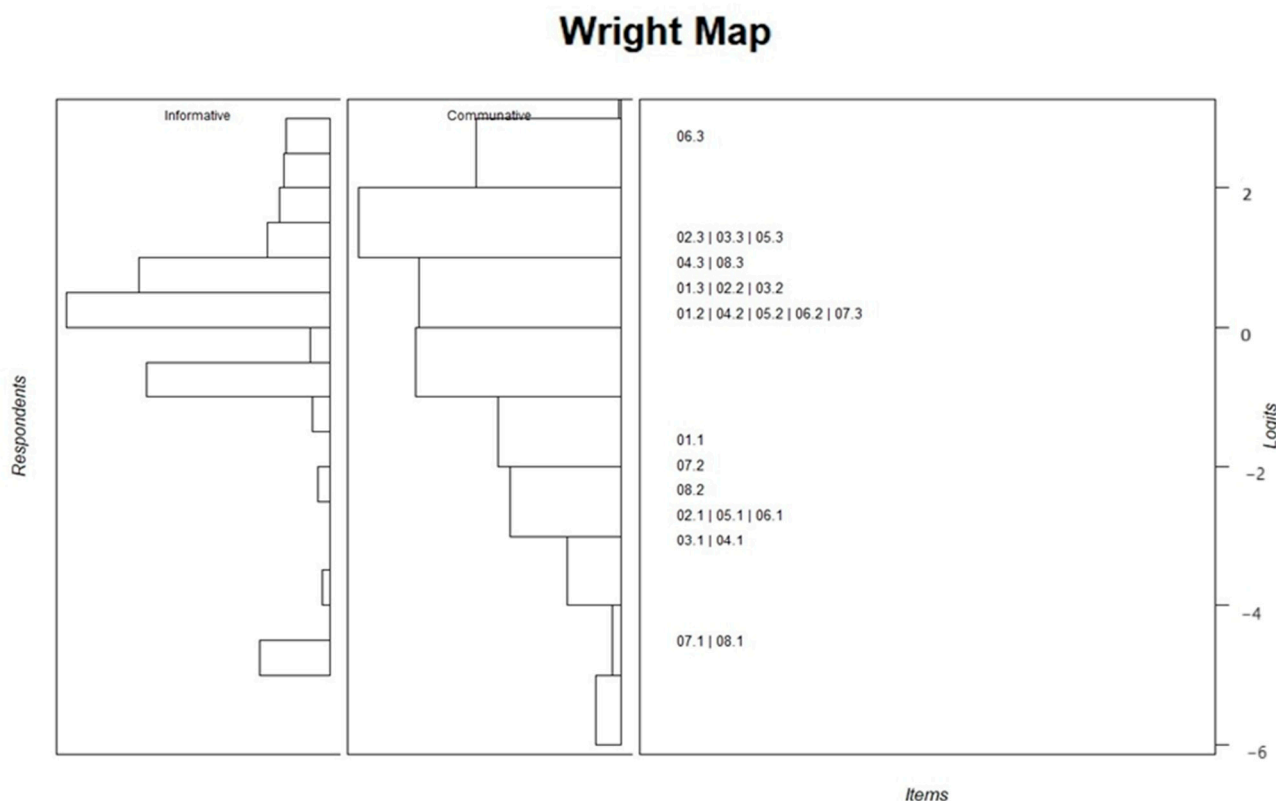 Wright Map
Informative
Communative
06.3
02.3 | 03.3 | 05.3
04.3 | 08.3
01.3 | 02.2 | 03.2
01.2 | 04.2 | 05.2 | 06.2 | 07.3
01.1
07.2
08.2
02.1 | 05.1 | 06.1
03.1 | 04.1
07.1 | 08.1
2
0
−2
−4
−6
Respondents
Logits
Items